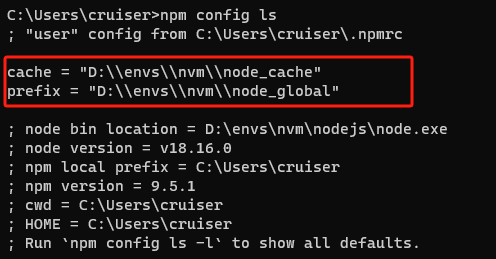 C:\Users\cruiser>npm config ls
; "user" config from C:\Users\cruiser\.npmrc
cache = "D:\\envs\\nvm\\node_cache"
prefix = "D:\\envs\\nvm\\node_global"
; node bin location = D:\envs\nvm\nodejs\node.exe
; node version = v18.16.0
; npm local prefix = C:\Users\cruiser
; npm version = 9.5.1
; cwd = C:\Users\cruiser
; HOME = C:\Users\cruiser
; Run `npm config ls -l` to show all defaults.